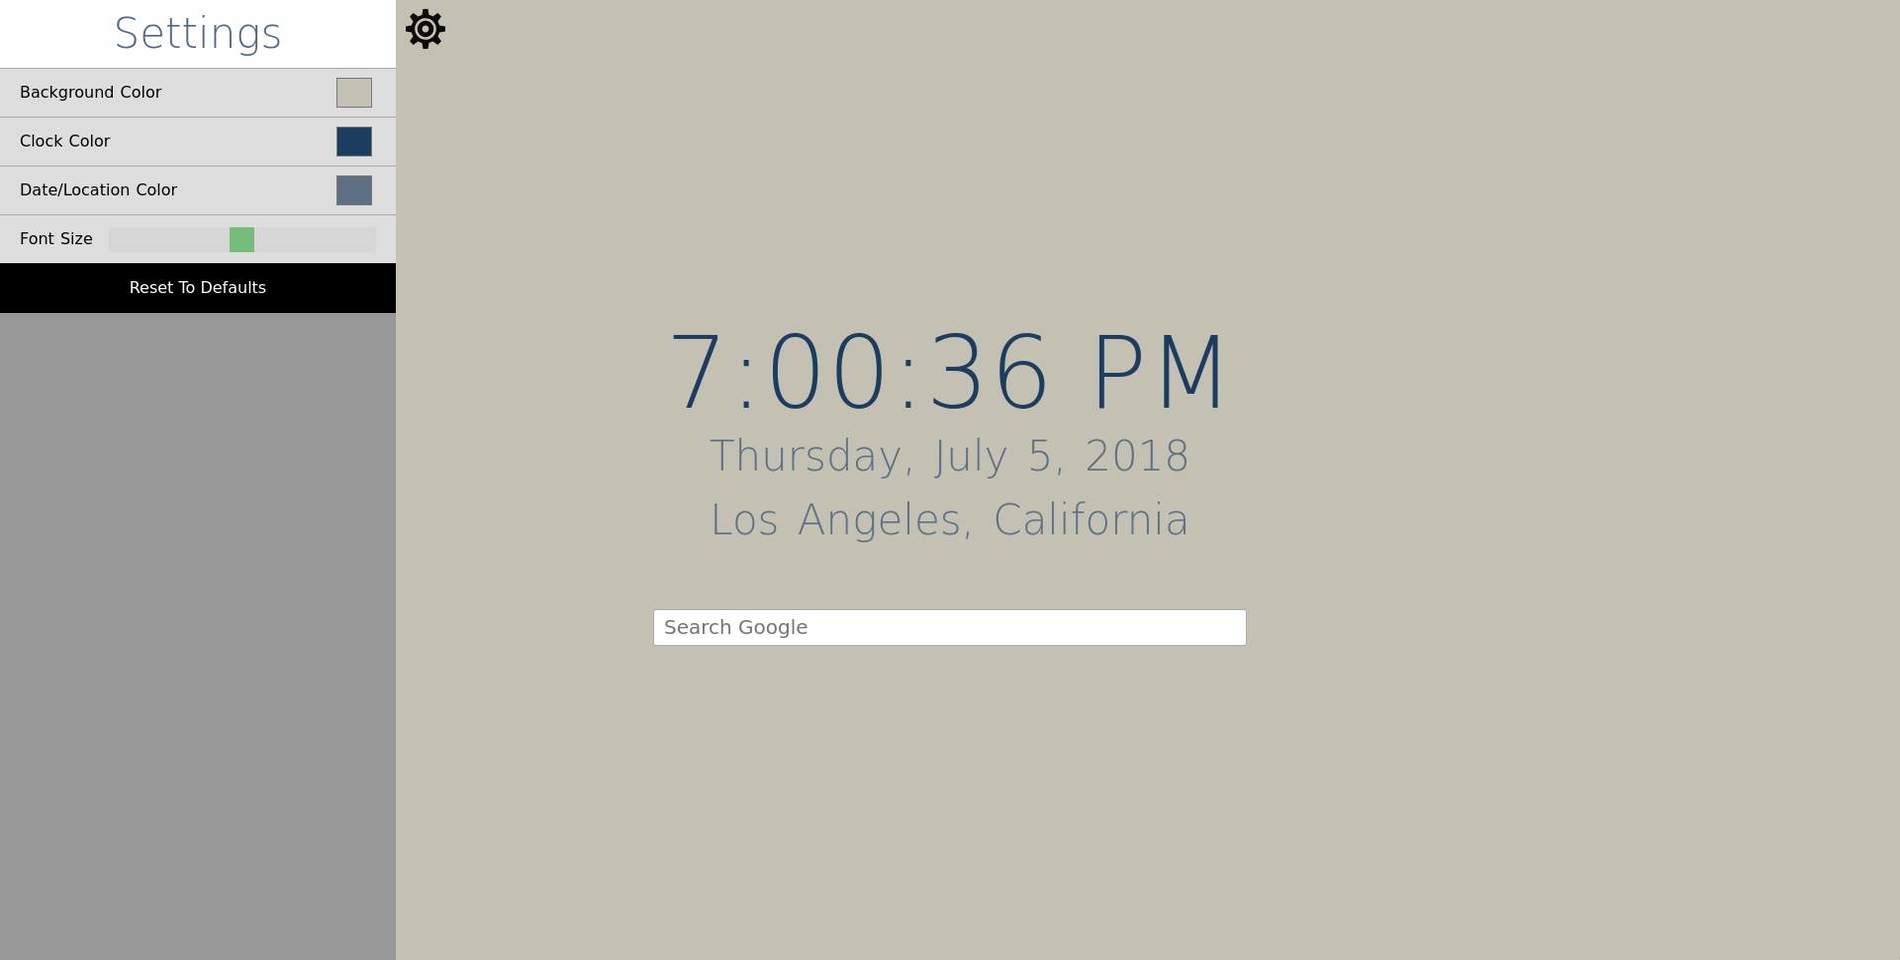 Settings
Background Color
Clock Color
Date/Location Color
Font Size
Reset To Defaults
7:00:36 PM
Thursday, July 5, 2018
Los Angeles, California
Search Google